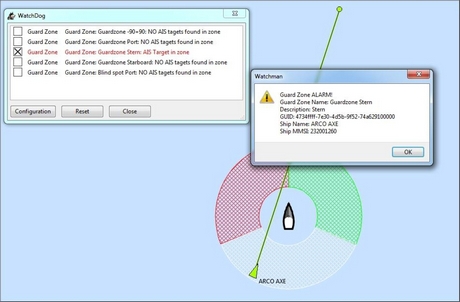 WatchDog
Guard Zone Guard Zone: Guardzone -90+90: NO AIS tagets found in zone
Guard Zone Guard Zone: Guardzone Port: NO AIS tagets found in zone
Guard Zone Guard Zone: Guardzone Stern: AIS Target in zone
Guard Zone Guard Zone: Guardzone Starboard: NO AIS tagets found in zone
Guard Zone Guard Zone: Blind spot Port: NO AIS tagets found in zone
Configuration Reset Close
Watchman
Guard Zone ALARM!
Guard Zone Name: Guardzone Stern
Description: Stern
GUID: 4734ffff-7e30-4d5b-9f52-74a629100000
Ship Name: ARCO AXE
Ship MMSI: 232001260
OK
ARCO AXE